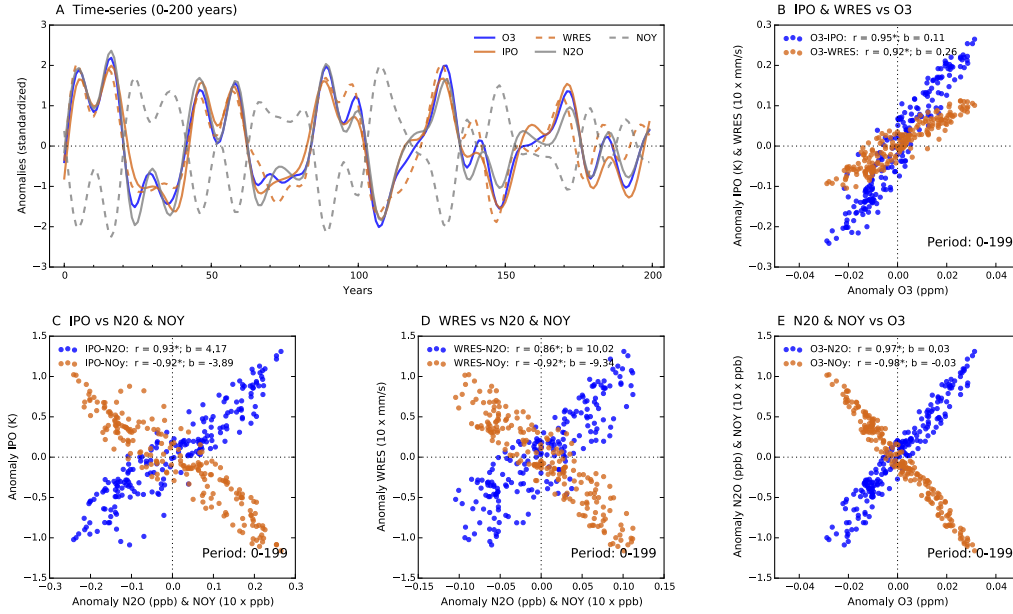 A Time-series (0-200 years)
O3 WRES NOY
IPO N2O
3
2
1
0
−1
−2
−3
Anomalies (standardized)
0 50 100 150 200
Years
B IPO & WRES vs O3
O3-IPO: r = 0.95*; b = 0.11
O3-WRES: r = 0.92*; b = 0.26
0.3
0.2
0.1
0.0
−0.1
−0.2
−0.3
Anomaly IPO (K) & WRES (10 x mm/s)
Period: 0-199
−0.04 −0.02 0.00 0.02 0.04
Anomaly O3 (ppm)
C IPO vs N20 & NOY
IPO-N2O: r = 0.93*; b = 4.17
IPO-NOy: r = -0.92*; b = -3.89
1.5
1.0
0.5
0.0
−0.5
−1.0
−1.5
Anomaly IPO (K)
Period: 0-199
−0.3 −0.2 −0.1 0.0 0.1 0.2 0.3
Anomaly N2O (ppb) & NOY (10 x ppb)
D WRES vs N20 & NOY
WRES-N2O: r = 0.86*; b = 10.02
WRES-NOy: r = -0.92*; b = -9.34
1.5
1.0
0.5
0.0
−0.5
−1.0
−1.5
Anomaly WRES (10 x mm/s)
Period: 0-199
−0.15 −0.10 −0.05 0.00 0.05 0.10 0.15
Anomaly N2O (ppb) & NOY (10 x ppb)
E N20 & NOY vs O3
O3-N2O: r = 0.97*; b = 0.03
O3-NOy: r = -0.98*; b = -0.03
1.5
1.0
0.5
0.0
−0.5
−1.0
−1.5
Anomaly N2O (ppb) & NOY (10 x ppb)
Period: 0-199
−0.04 −0.02 0.00 0.02 0.04
Anomaly O3 (ppm)